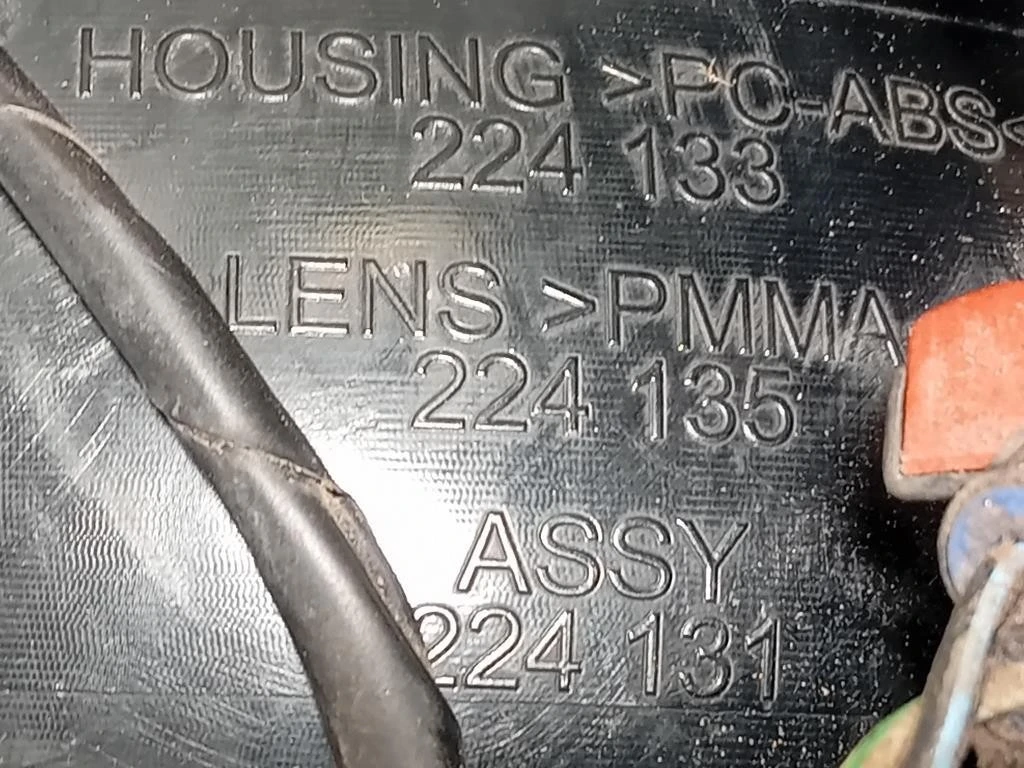 HOUSING >PC-ABS<
224 133
LENS >PMMA
224 135
ASSY
224 131